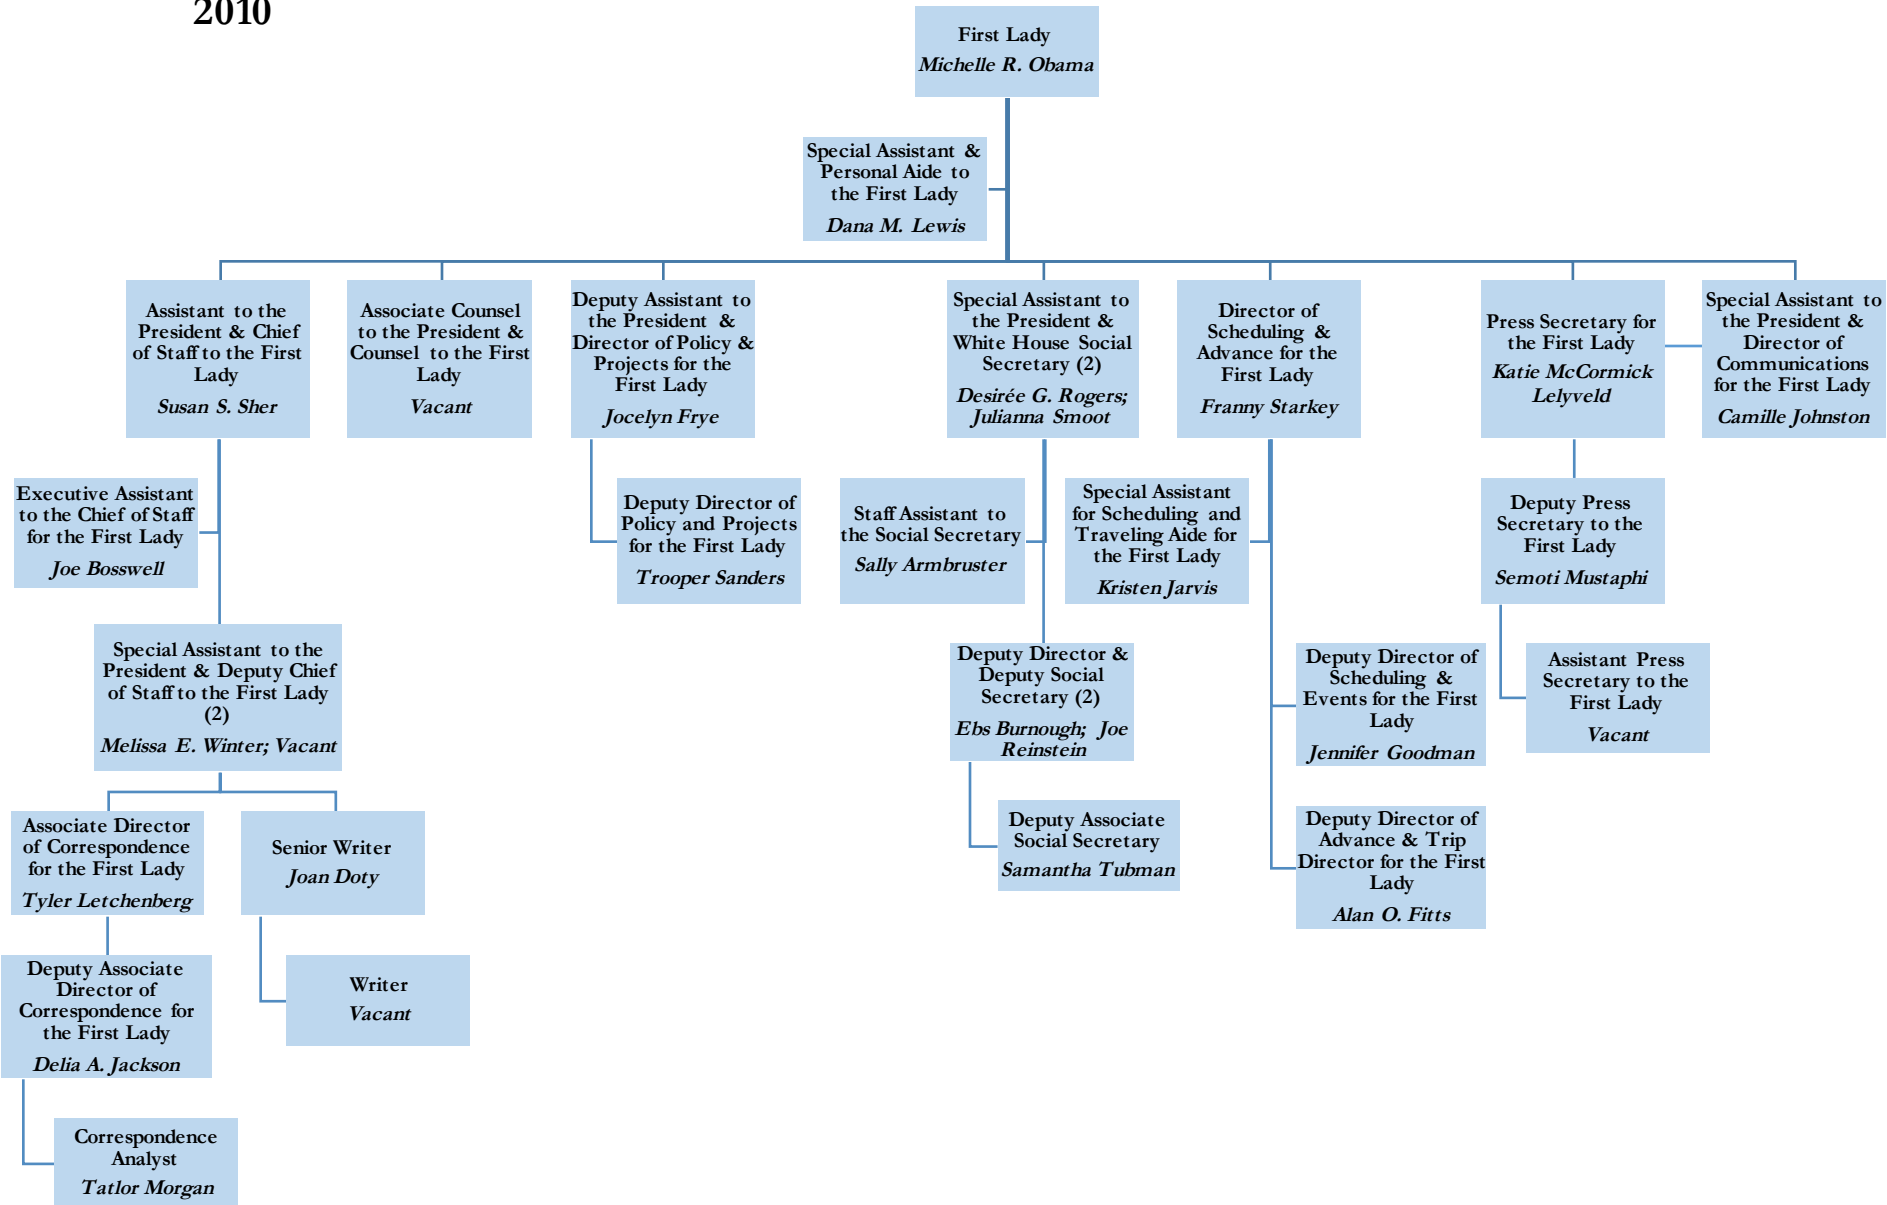 2010
First Lady
Michelle R. Obama
Special Assistant &
Personal Aide to
the First Lady
Dana M. Lewis
Assistant to the
President & Chief
of Staff to the First
Lady
Susan S. Sher
Associate Counsel
to the President &
Counsel to the First
Lady
Vacant
Deputy Assistant to
the President &
Director of Policy &
Projects for the
First Lady
Jocelyn Frye
Special Assistant to
the President &
White House Social
Secretary (2)
Desirée G. Rogers;
Julianna Smoot
Director of
Scheduling &
Advance for the
First Lady
Franny Starkey
Press Secretary for
the First Lady
Katie McCormick
Lelyveld
Special Assistant to
the President &
Director of
Communications
for the First Lady
Camille Johnston
Executive Assistant
to the Chief of Staff
for the First Lady
Joe Bosswell
Deputy Director of
Policy and Projects
for the First Lady
Trooper Sanders
Staff Assistant to
the Social Secretary
Sally Armbruster
Special Assistant
for Scheduling and
Traveling Aide for
the First Lady
Kristen Jarvis
Deputy Press
Secretary to the
First Lady
Semoti Mustaphi
Special Assistant to the
President & Deputy Chief
of Staff to the First Lady
(2)
Melissa E. Winter; Vacant
Deputy Director &
Deputy Social
Secretary (2)
Ebs Burnough; Joe
Reinstein
Deputy Director of
Scheduling &
Events for the First
Lady
Jennifer Goodman
Assistant Press
Secretary to the
First Lady
Vacant
Associate Director
of Correspondence
for the First Lady
Tyler Letchenberg
Senior Writer
Joan Doty
Deputy Associate
Social Secretary
Samantha Tubman
Deputy Director of
Advance & Trip
Director for the First
Lady
Alan O. Fitts
Deputy Associate
Director of
Correspondence for
the First Lady
Delia A. Jackson
Writer
Vacant
Correspondence
Analyst
Tatlor Morgan